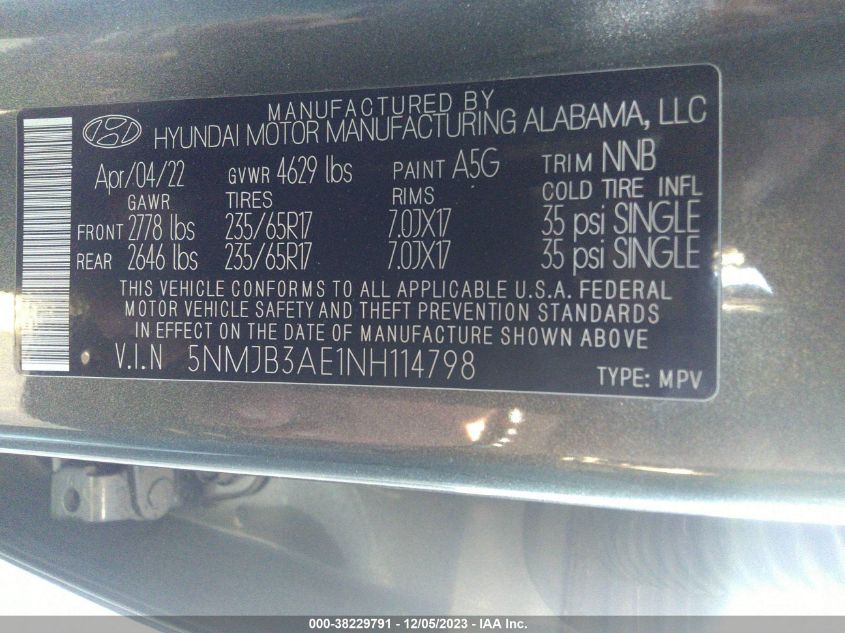 MANUFACTURED BY
HYUNDAI MOTOR MANUFACTURING ALABAMA, LLC
Apr/04/22 GVWR 4629 lbs PAINT A5G TRIM NNB
GAWR TIRES RIMS COLD TIRE INFL
FRONT 2778 lbs 235/65R17 7.0JX17 35 psi SINGLE
REAR 2646 lbs 235/65R17 7.0JX17 35 psi SINGLE
THIS VEHICLE CONFORMS TO ALL APPLICABLE U.S.A. FEDERAL
MOTOR VEHICLE SAFETY AND THEFT PREVENTION STANDARDS
IN EFFECT ON THE DATE OF MANUFACTURE SHOWN ABOVE
V.I.N 5NMJB3AE1NH114798
TYPE: MPV
000-38229791 - 12/05/2023 - IAA Inc.